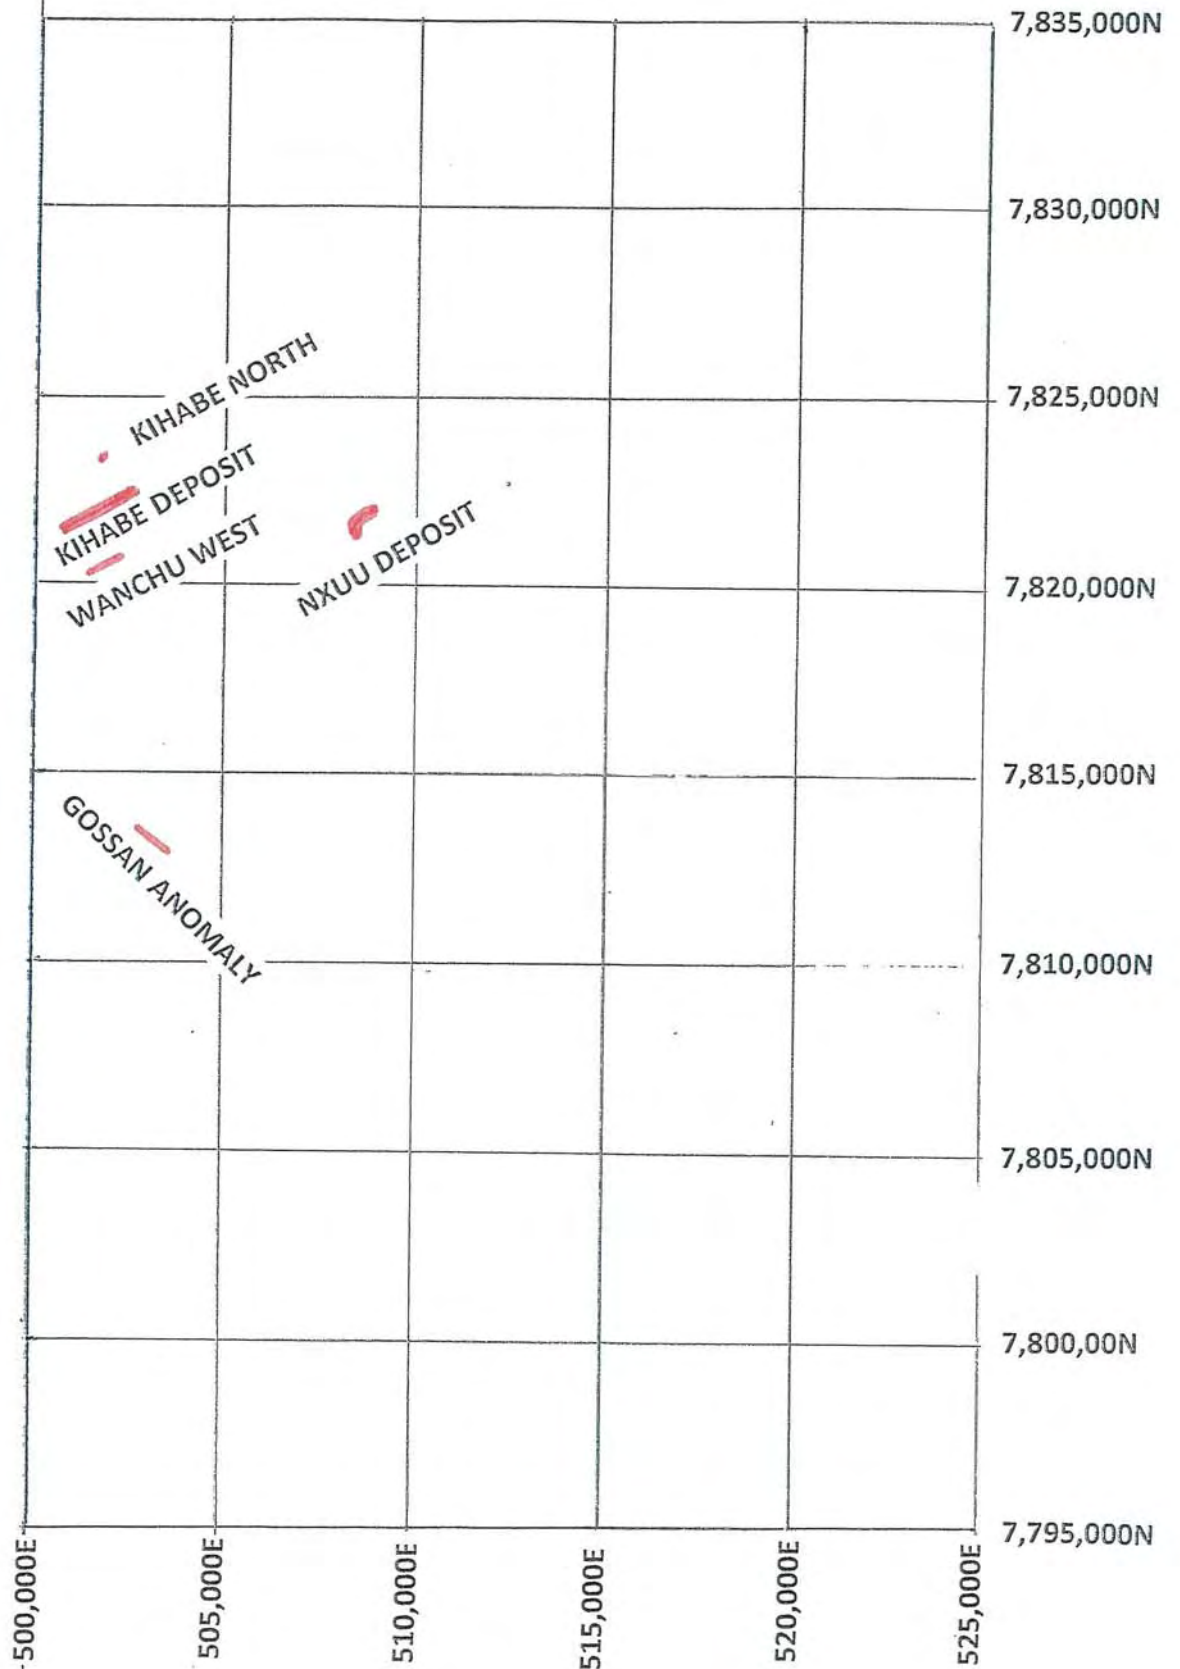 7,835,000N
7,830,000N
KIHABE NORTH
7,825,000N
KIHABE DEPOSIT
WANCHU WEST
NXUU DEPOSIT
7,820,000N
7,815,000N
GOSSAN ANOMALY
7,810,000N
7,805,000N
7,800,00N
7,795,000N
500,000E
505,000E
510,000E
515,000E
520,000E
525,000E